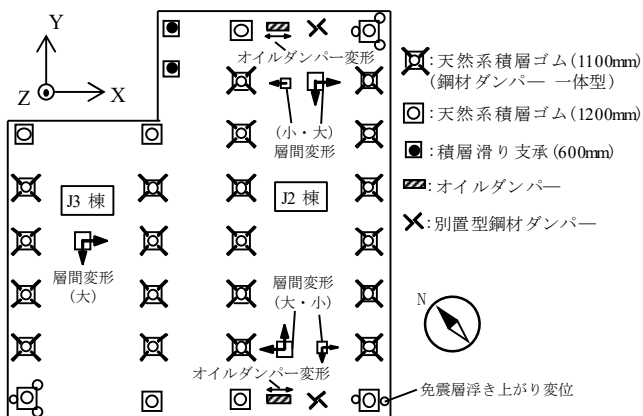 Y
Z
X
オイルダンパー変形
(小・大)
層間変形
J3 棟
J2 棟
層間変形
(大)
層間変形
(大・小)
オイルダンパー変形
:天然系積層ゴム(1100mm)
(鋼材ダンパー 一体型)
:天然系積層ゴム(1200mm)
:積層滑り支承(600mm)
:オイルダンパー
:別置型鋼材ダンパー
N
免震層浮き上がり変位